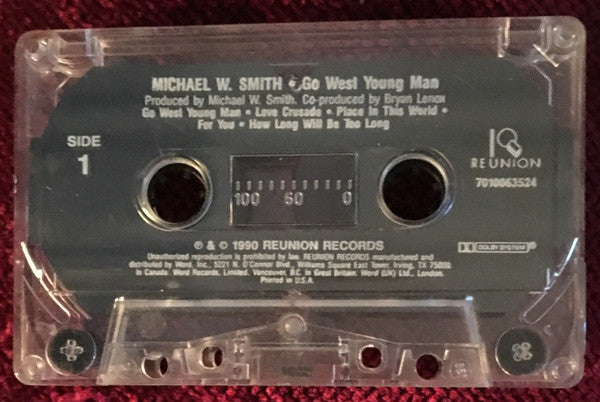 MICHAEL W. SMITH • Go West Young Man
Produced by Michael W. Smith. Co-produced by Bryan Lenox
Go West Young Man • Love Crusade • Place In This World •
For You • How Long Will Be Too Long
SIDE
1
REUNION
7010063524
100 50 0
℗ & © 1990 REUNION RECORDS
DOLBY SYSTEM
Unauthorized reproduction is prohibited by law. REUNION RECORDS manufactured and
distributed by Word, Inc., 5221 N. O'Connor Blvd., Williams Square East Tower, Irving, TX 75039.
In Canada: Word Records, Limited, Vancouver, B.C. In Great Britain: Word (UK) Ltd., London.
Printed in U.S.A.